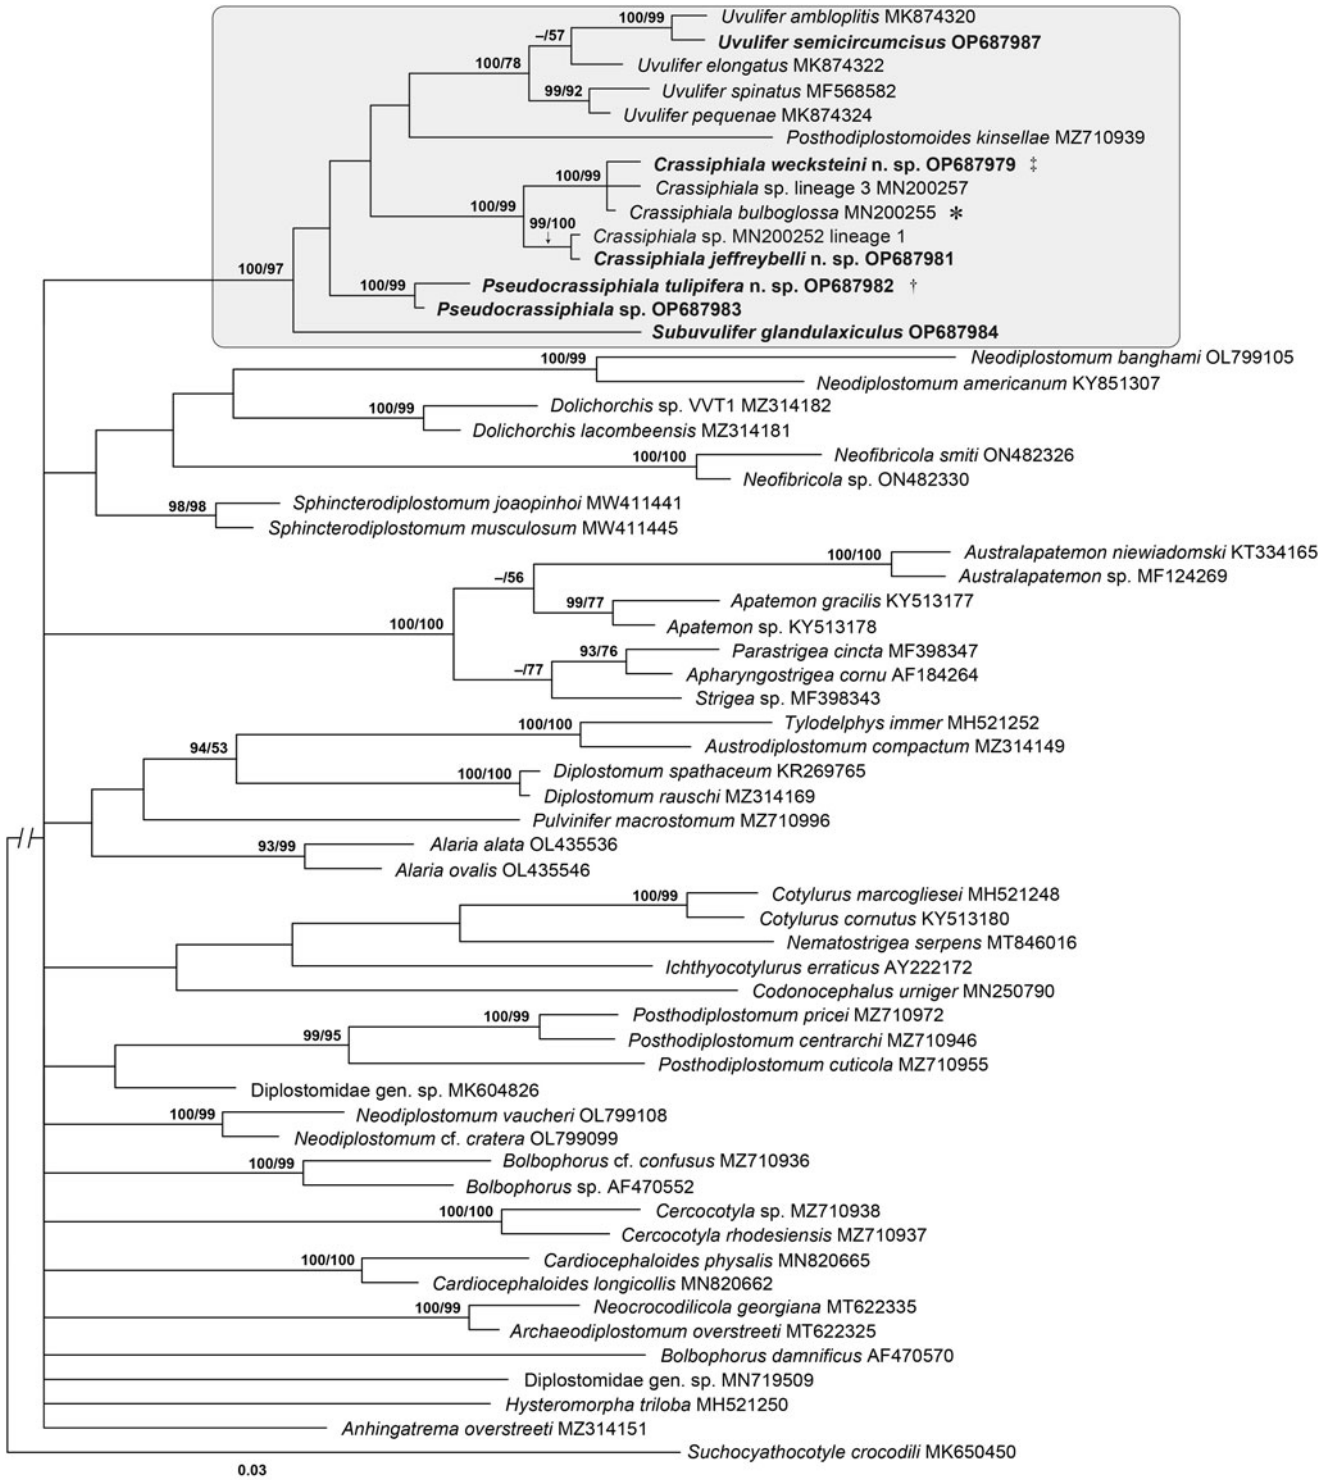 100/99
Uvulifer ambloplitis MK874320
–/57
Uvulifer semicircumcisus OP687987
100/78
Uvulifer elongatus MK874322
99/92
Uvulifer spinatus MF568582
Uvulifer pequenae MK874324
Posthodiplostomoides kinsellae MZ710939
100/99
Crassiphiala wecksteini n. sp. OP687979 ‡
Crassiphiala sp. lineage 3 MN200257
100/99
Crassiphiala bulboglossa MN200255 *
99/100
↓
Crassiphiala sp. MN200252 lineage 1
Crassiphiala jeffreybelli n. sp. OP687981
100/97
100/99
Pseudocrassiphiala tulipifera n. sp. OP687982 †
Pseudocrassiphiala sp. OP687983
Subuvulifer glandulaxiculus OP687984
100/99
Neodiplostomum banghami OL799105
Neodiplostomum americanum KY851307
100/99
Dolichorchis sp. VVT1 MZ314182
Dolichorchis lacombeensis MZ314181
100/100
Neofibricola smiti ON482326
Neofibricola sp. ON482330
98/98
Sphincterodiplostomum joaopinhoi MW411441
Sphincterodiplostomum musculosum MW411445
100/100
Australapatemon niewiadomski KT334165
–/56
Australapatemon sp. MF124269
99/77
Apatemon gracilis KY513177
100/100
Apatemon sp. KY513178
93/76
Parastrigea cincta MF398347
–/77
Apharyngostrigea cornu AF184264
Strigea sp. MF398343
100/100
Tylodelphys immer MH521252
94/53
Austrodiplostomum compactum MZ314149
100/100
Diplostomum spathaceum KR269765
Diplostomum rauschi MZ314169
Pulvinifer macrostomum MZ710996
93/99
Alaria alata OL435536
Alaria ovalis OL435546
100/99
Cotylurus marcogliesei MH521248
Cotylurus cornutus KY513180
Nematostrigea serpens MT846016
Ichthyocotylurus erraticus AY222172
Codonocephalus urniger MN250790
100/99
Posthodiplostomum pricei MZ710972
99/95
Posthodiplostomum centrarchi MZ710946
Posthodiplostomum cuticola MZ710955
Diplostomidae gen. sp. MK604826
100/99
Neodiplostomum vaucheri OL799108
Neodiplostomum cf. cratera OL799099
100/99
Bolbophorus cf. confusus MZ710936
Bolbophorus sp. AF470552
100/100
Cercocotyla sp. MZ710938
Cercocotyla rhodesiensis MZ710937
100/100
Cardiocephaloides physalis MN820665
Cardiocephaloides longicollis MN820662
100/99
Neocrocodilicola georgiana MT622335
Archaeodiplostomum overstreeti MT622325
Bolbophorus damnificus AF470570
Diplostomidae gen. sp. MN719509
Hysteromorpha triloba MH521250
Anhingatrema overstreeti MZ314151
Suchocyathocotyle crocodili MK650450
0.03